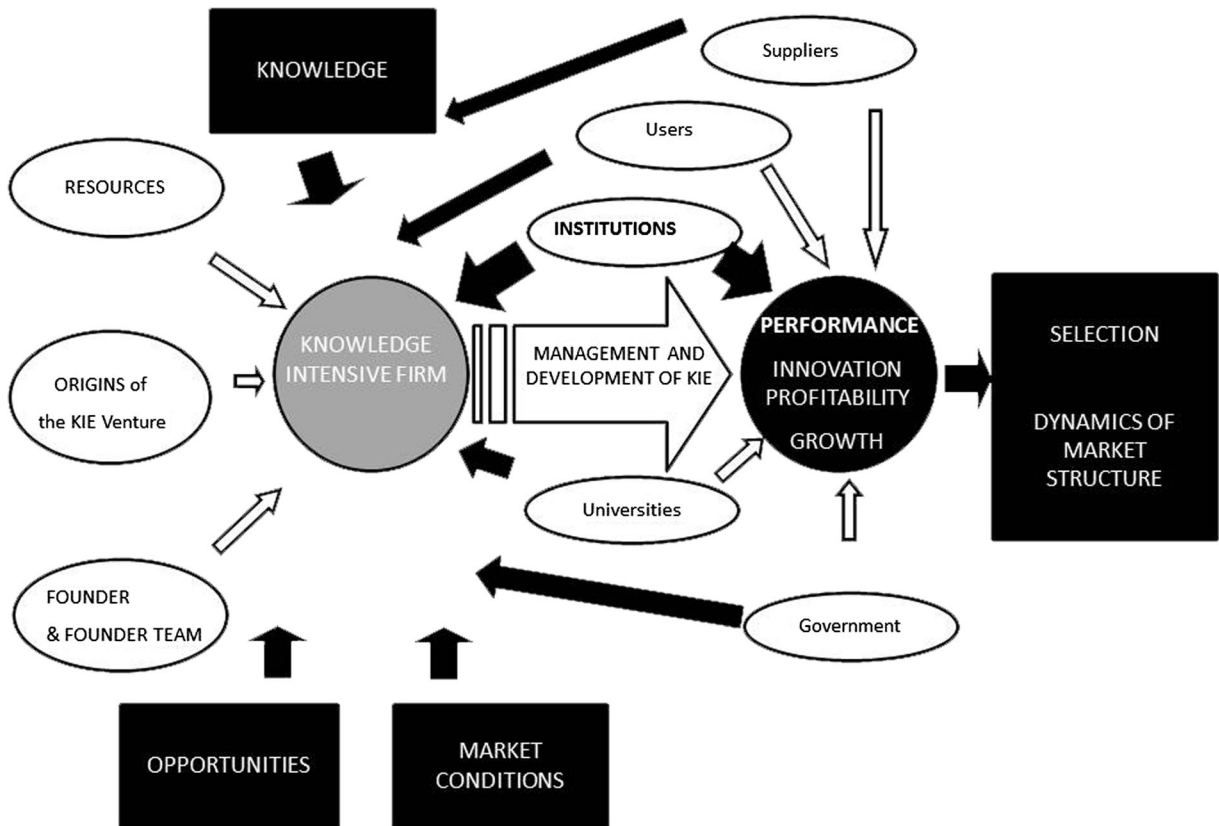 KNOWLEDGE
Suppliers
Users
RESOURCES
INSTITUTIONS
KNOWLEDGE
INTENSIVE FIRM
MANAGEMENT AND
DEVELOPMENT OF KIE
PERFORMANCE
INNOVATION
PROFITABILITY
GROWTH
SELECTION
DYNAMICS OF
MARKET
STRUCTURE
ORIGINS of
the KIE Venture
Universities
FOUNDER
& FOUNDER TEAM
Government
OPPORTUNITIES
MARKET
CONDITIONS